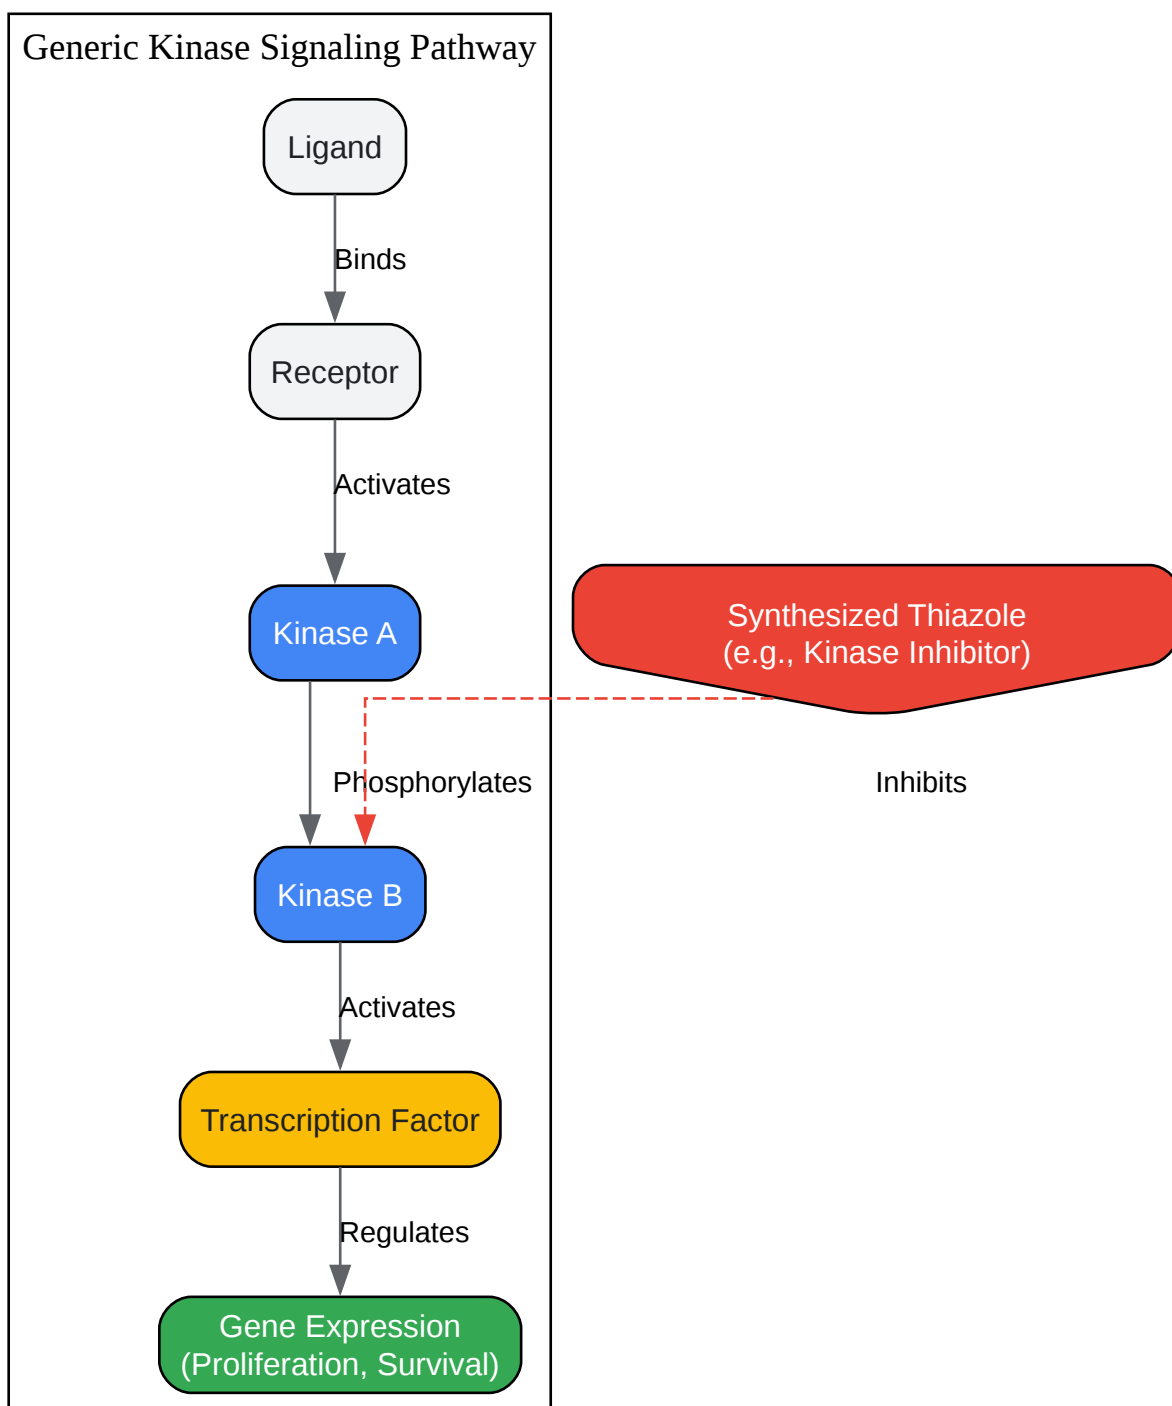 Generic Kinase Signaling Pathway
Ligand
Binds
Receptor
Activates
Kinase A
Synthesized Thiazole
(e.g., Kinase Inhibitor)
Phosphorylates
Inhibits
Kinase B
Activates
Transcription Factor
Regulates
Gene Expression
(Proliferation, Survival)